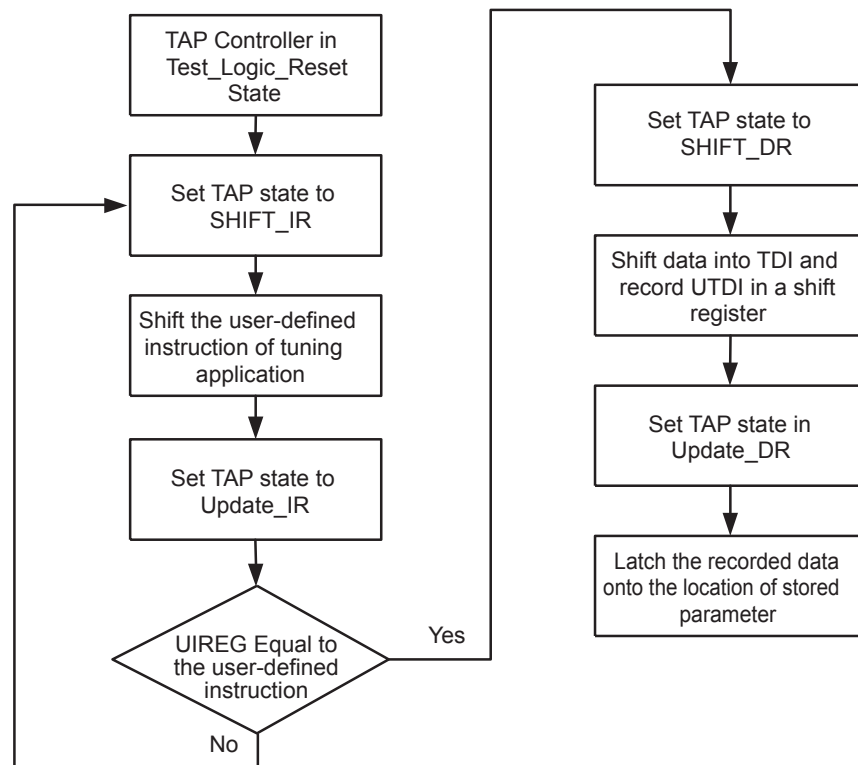 TAP Controller in
Test_Logic_Reset
State
Set TAP state to
SHIFT_IR
Shift the user-defined
instruction of tuning
application
Set TAP state to
Update_IR
UIREG Equal to
the user-defined
instruction
Yes
No
Set TAP state to
SHIFT_DR
Shift data into TDI and
record UTDI in a shift
register
Set TAP state in
Update_DR
Latch the recorded data
onto the location of stored
parameter